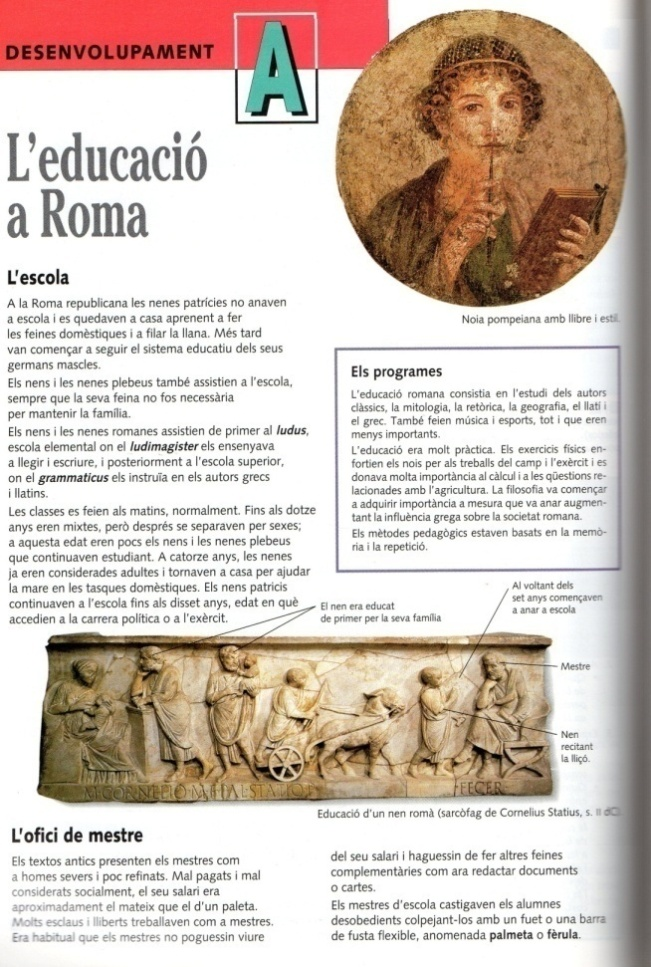 DESENVOLUPAMENT
A
L'educació
a Roma
L'escola
A la Roma republicana les nenes patrícies no anaven
a escola i es quedaven a casa aprenent a fer
les feines domèstiques i a filar la llana. Més tard
van començar a seguir el sistema educatiu dels seus
germans mascles.
Els nens i les nenes plebeus també assistien a l'escola,
sempre que la seva feina no fos necessària
per mantenir la família.
Els nens i les nenes romanes assistien de primer al ludus,
escola elemental on el ludimagister els ensenyava
a llegir i escriure, i posteriorment a l'escola superior,
on el grammaticus els instruïa en els autors grecs
i llatins.
Les classes es feien als matins, normalment. Fins als dotze
anys eren mixtes, però després se separaven per sexes;
a aquesta edat eren pocs els nens i les nenes plebeus
que continuaven estudiant. A catorze anys, les nenes
ja eren considerades adultes i tornaven a casa per ajudar
la mare en les tasques domèstiques. Els nens patricis
continuaven a l'escola fins als disset anys, edat en què
accedien a la carrera política o a l'exèrcit.
Noia pompeiana amb llibre i estil.
Els programes
L'educació romana consistia en l'estudi dels autors
clàssics, la mitologia, la retòrica, la geografia, el llatí i
el grec. També feien música i esports, tot i que eren
menys importants.
L'educació era molt pràctica. Els exercicis físics en-
fortien els nois per als treballs del camp i l'exèrcit i es
donava molta importància al càlcul i a les qüestions re-
lacionades amb l'agricultura. La filosofia va començar
a adquirir importància a mesura que va anar augmen-
tant la influència grega sobre la societat romana.
Els mètodes pedagògics estaven basats en la memò-
ria i la repetició.
El nen era educat
de primer per la seva família
Al voltant dels
set anys començaven
a anar a escola
Mestre
Nen
recitant
la lliçó.
M. CORNELIO M. F. PAL. STATIO P
FECER
Educació d'un nen romà (sarcòfag de Cornelius Statius, s. II dC)
L'ofici de mestre
Els textos antics presenten els mestres com
a homes severs i poc refinats. Mal pagats i mal
considerats socialment, el seu salari era
aproximadament el mateix que el d'un paleta.
Molts esclaus i lliberts treballaven com a mestres.
Era habitual que els mestres no poguessin viure
del seu salari i haguessin de fer altres feines
complementàries com ara redactar documents
o cartes.
Els mestres d'escola castigaven els alumnes
desobedients colpejant-los amb un fuet o una barra
de fusta flexible, anomenada palmeta o fèrula.